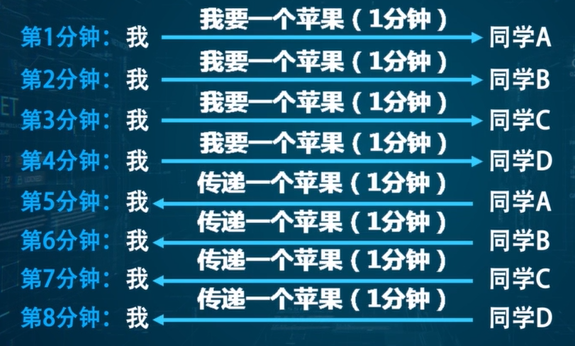 我要一个苹果（1分钟）
第1分钟：我 同学A
我要一个苹果（1分钟）
第2分钟：我 同学B
我要一个苹果（1分钟）
第3分钟：我 同学C
我要一个苹果（1分钟）
第4分钟：我 同学D
传递一个苹果（1分钟）
第5分钟：我 同学A
传递一个苹果（1分钟）
第6分钟：我 同学B
传递一个苹果（1分钟）
第7分钟：我 同学C
传递一个苹果（1分钟）
第8分钟：我 同学D